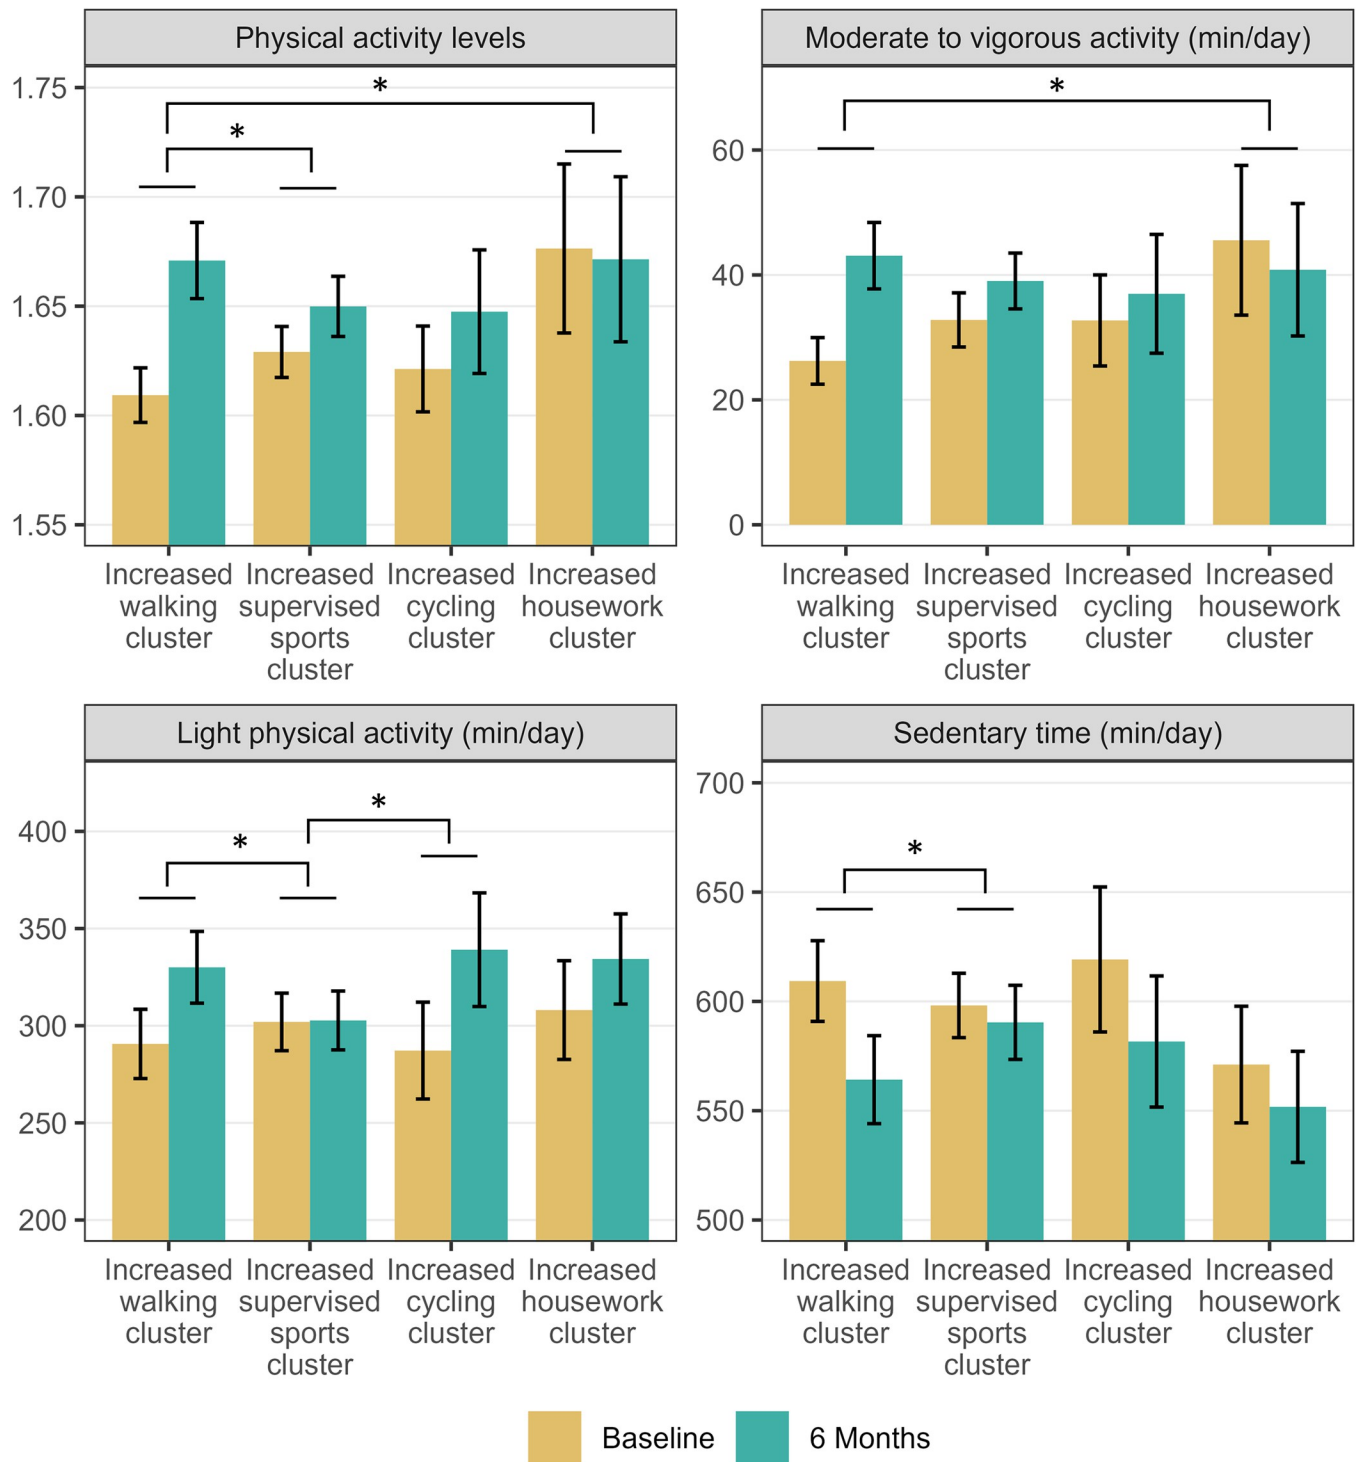 Physical activity levels
Moderate to vigorous activity (min/day)
1.75
1.70
1.65
1.60
1.55
*
*
60
40
20
0
*
Increased Increased Increased Increased
walking supervised cycling housework
cluster sports cluster cluster
cluster
Increased Increased Increased Increased
walking supervised cycling housework
cluster sports cluster cluster
cluster
Light physical activity (min/day)
Sedentary time (min/day)
400
350
300
250
200
*
*
700
650
600
550
500
*
Increased Increased Increased Increased
walking supervised cycling housework
cluster sports cluster cluster
cluster
Increased Increased Increased Increased
walking supervised cycling housework
cluster sports cluster cluster
cluster
Baseline 6 Months